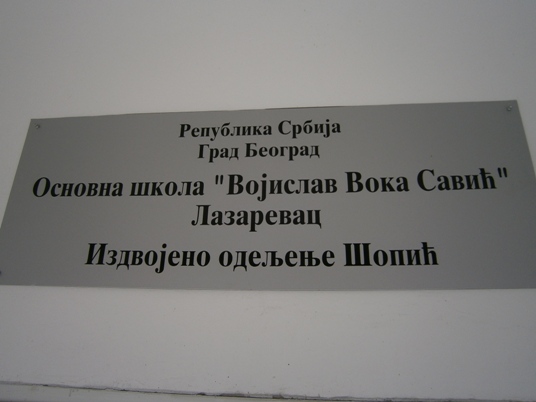 Република Србија
Град Београд
Основна школа "Војислав Вока Савић"
Лазаревац
Издвојено одељење Шопић